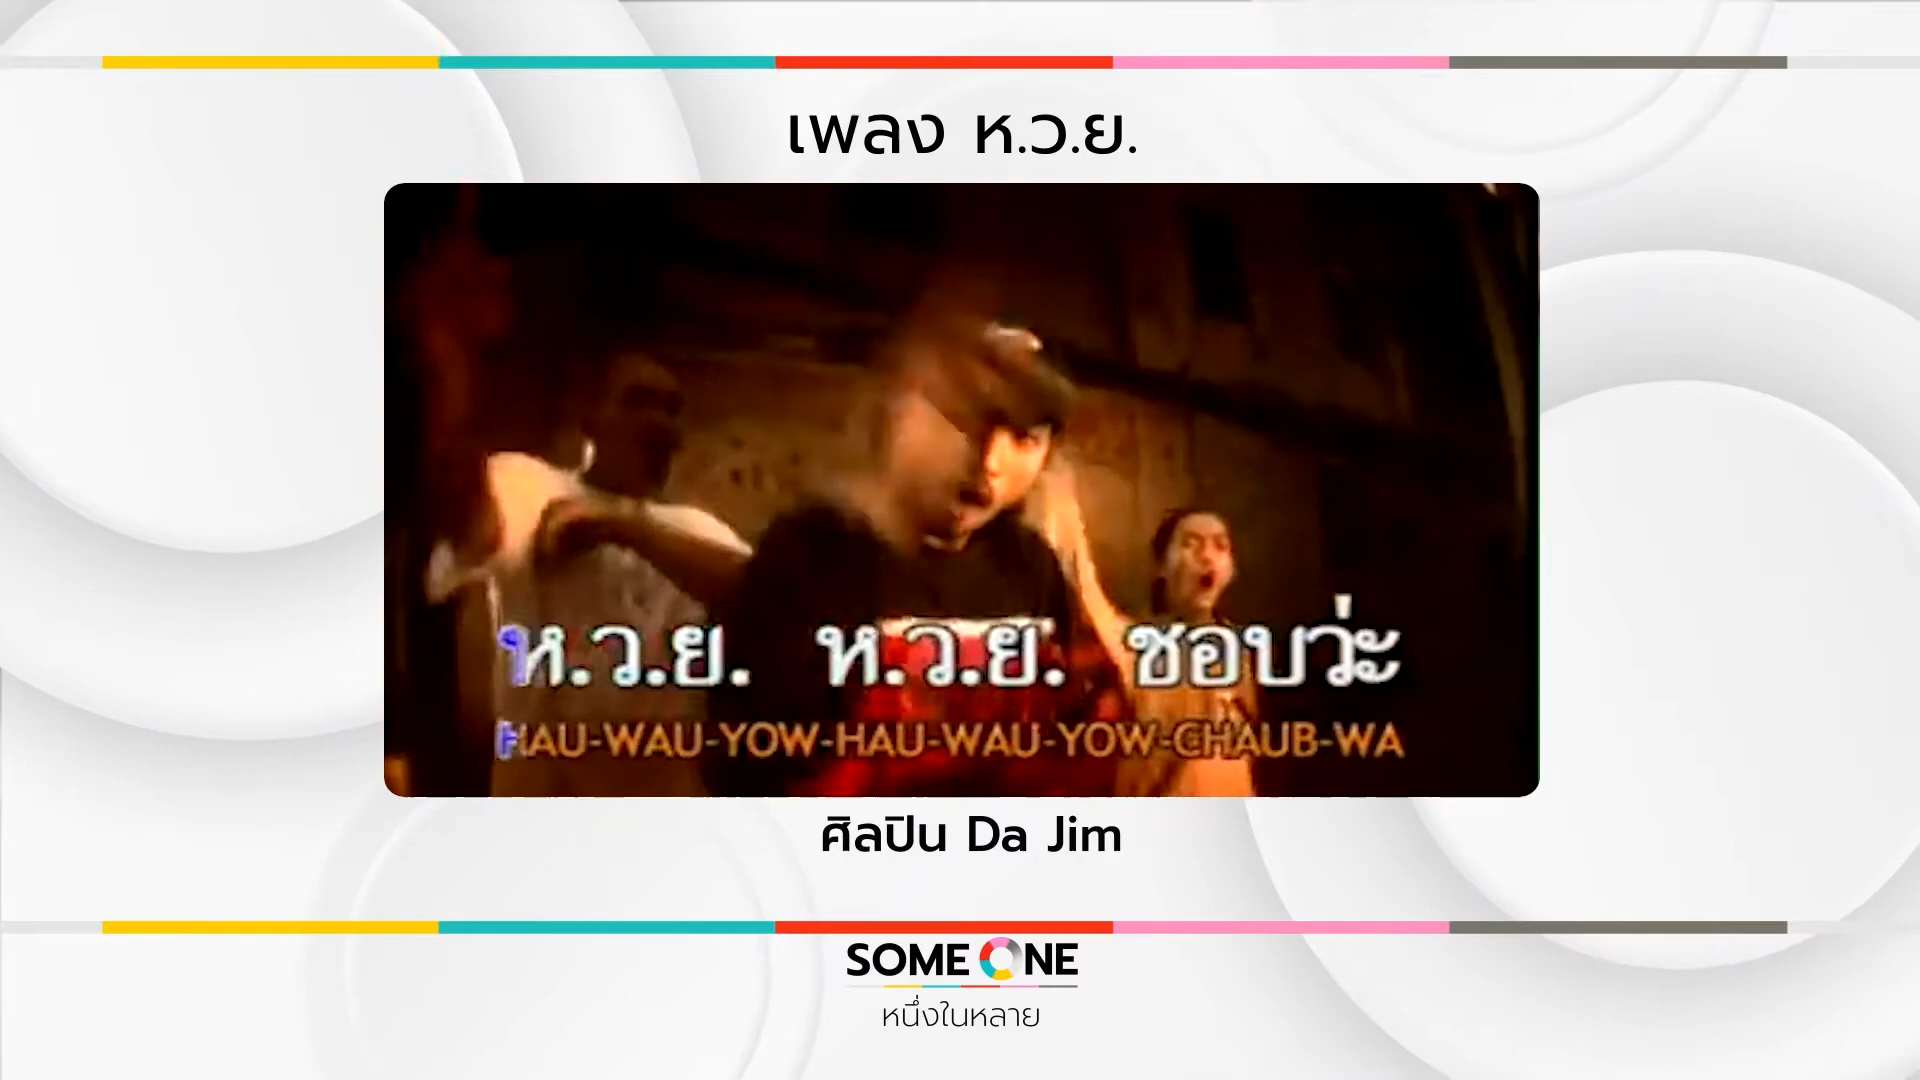 เพลง ห.ว.ย.
ห.ว.ย. ห.ว.ย. ชอบว่ะ
HAU-WAU-YOW-HAU-WAU-YOW-CHAUB-WA
ศิลปิน Da Jim
SOME ONE
หนึ่งในหลาย